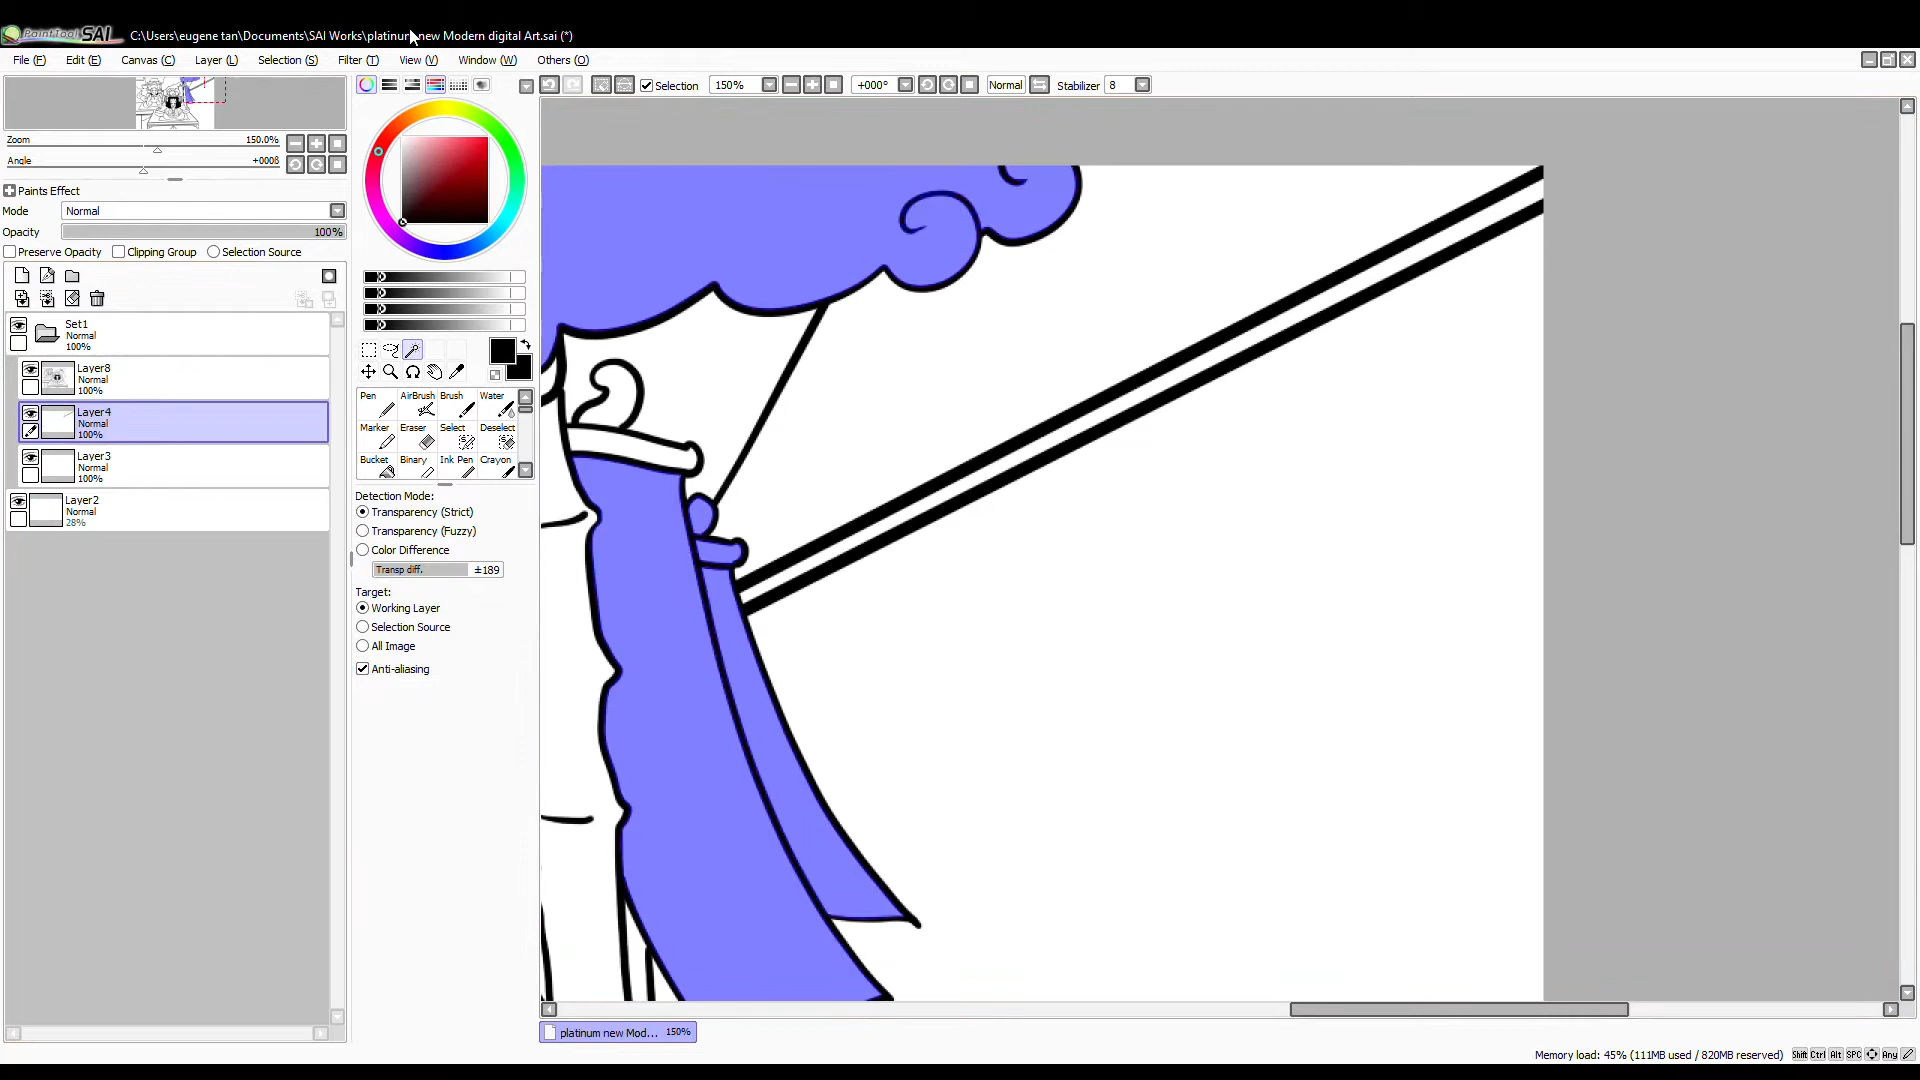 PaintTool SAI C:\Users\eugene tan\Documents\SAI Works\platinum new Modern digital Art.sai (*)
File (F) Edit (E) Canvas (C) Layer (L) Selection (S) Filter (T) View (V) Window (W) Others (O)
Selection 150% +000° Normal Stabilizer 8
Zoom 150.0%
Angle +000ß
Paints Effect
Mode Normal
Opacity 100%
Preserve Opacity Clipping Group Selection Source
Set1
Normal
100%
Layer8
Normal
100%
Layer4
Normal
100%
Layer3
Normal
100%
Layer2
Normal
28%
Pen AirBrush Brush Water
Marker Eraser Select Deselect
Bucket Binary Ink Pen Crayon
Detection Mode:
Transparency (Strict)
Transparency (Fuzzy)
Color Difference
Transp diff. ±189
Target:
Working Layer
Selection Source
All Image
Anti-aliasing
platinum new Mod... 150%
Memory load: 45% (111MB used / 820MB reserved) Shift Ctrl Alt SPC Any